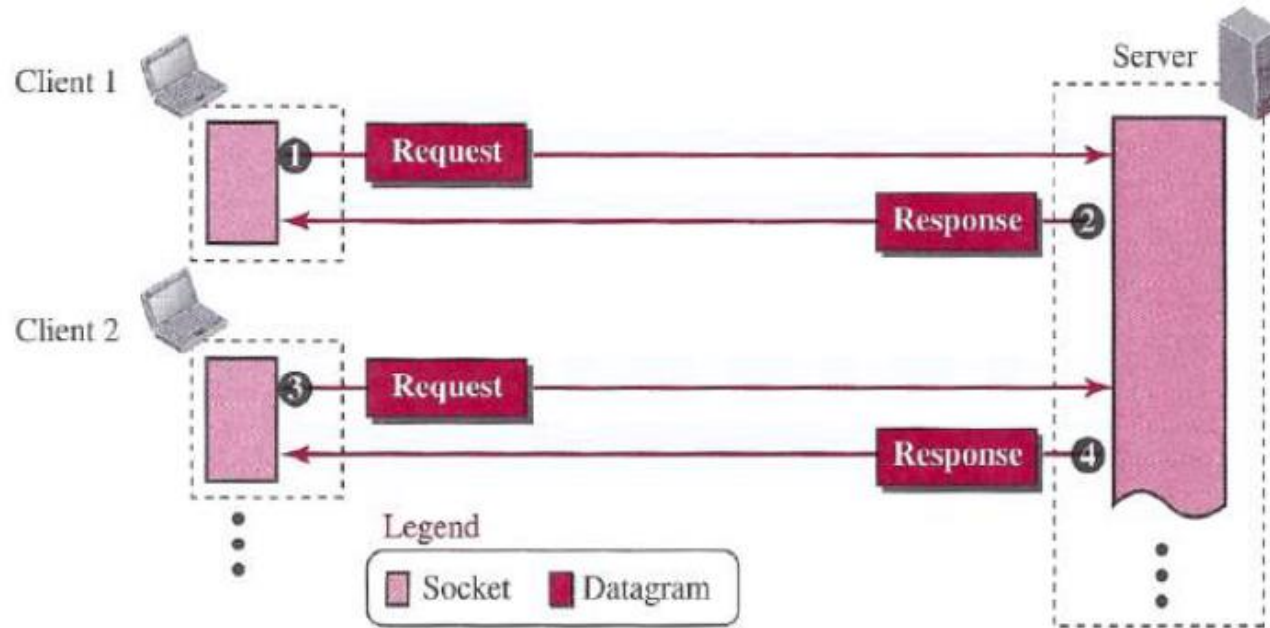 Server
Client 1
1 Request
Response 2
Client 2
3 Request
Response 4
Legend
Socket Datagram